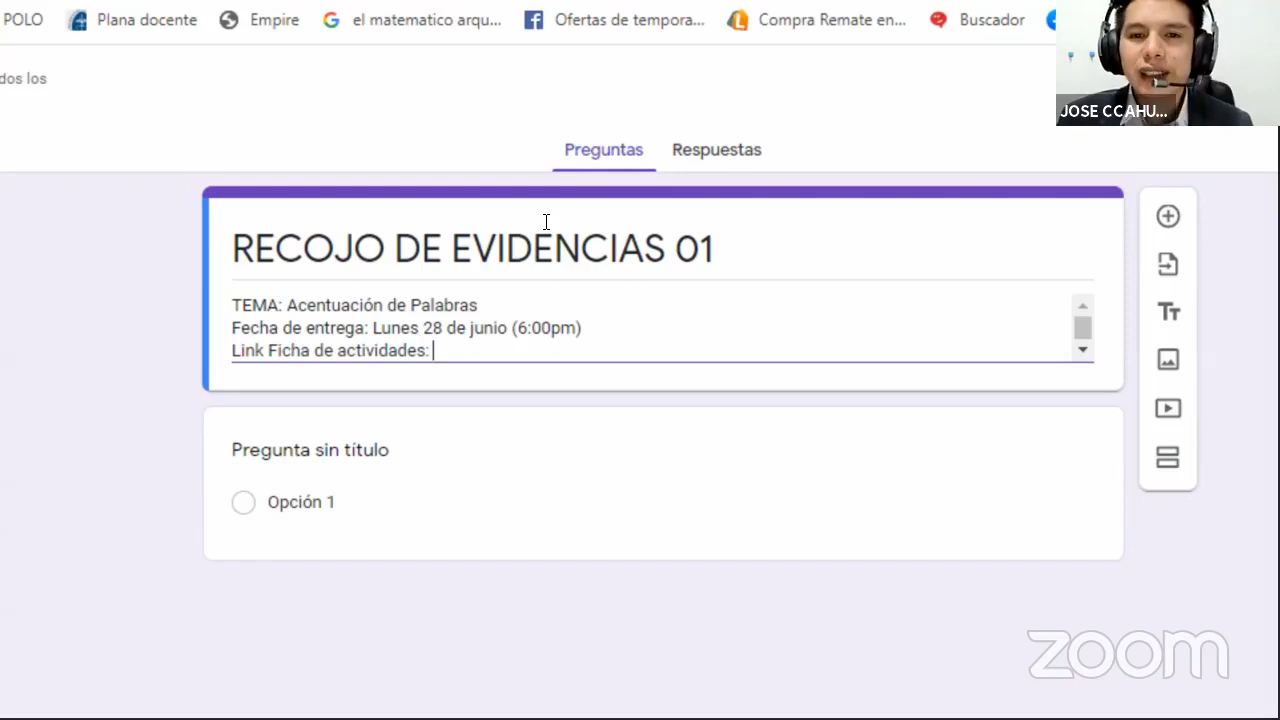 POLO
Plana docente
Empire
el matematico arqu...
Ofertas de tempora...
Compra Remate en...
Buscador
dos los
JOSE CCAHU...
Preguntas
Respuestas
RECOJO DE EVIDENCIAS 01
TEMA: Acentuación de Palabras
Fecha de entrega: Lunes 28 de junio (6:00pm)
Link Ficha de actividades:
Pregunta sin título
Opción 1
zoom